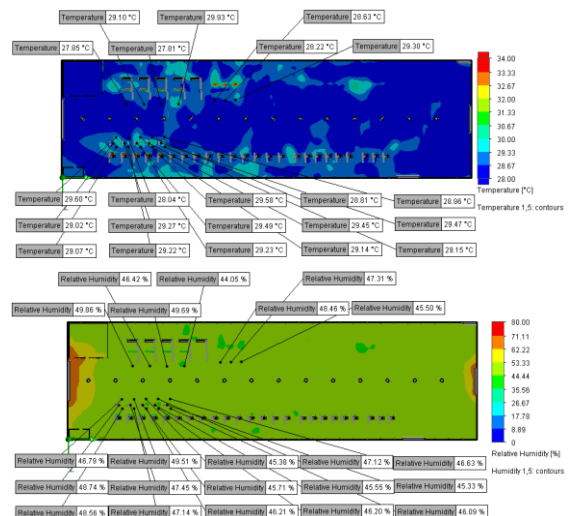 Temperature 29.10 °C Temperature 29.93 °C Temperature 28.63 °C
Temperature 27.85 °C Temperature 27.81 °C Temperature 28.22 °C Temperature 29.30 °C
34.00
33.33
32.67
32.00
31.33
30.67
30.00
29.33
28.67
28.00
Temperature [°C]
Temperature 1,5: contours
Temperature 28.04 °C Temperature 29.58 °C Temperature 28.81 °C Temperature 28.96 °C
Temperature 29.02 °C Temperature 29.27 °C Temperature 29.49 °C Temperature 29.45 °C Temperature 29.47 °C
Temperature 28.07 °C Temperature 29.22 °C Temperature 29.23 °C Temperature 29.14 °C Temperature 28.15 °C
Relative Humidity 48.42 % Relative Humidity 44.05 % Relative Humidity 47.31 %
Relative Humidity 49.86 % Relative Humidity 49.69 % Relative Humidity 48.46 % Relative Humidity 45.50 %
80.00
71,11
62,22
53.33
44.44
35.56
26.67
17.78
8.89
0
Relative Humidity [%]
Humidity 1,5: contours
Relative Humidity 46.79 % Relative Humidity 49.51 % Relative Humidity 45.38 % Relative Humidity 47.12 % Relative Humidity 46.63 %
Relative Humidity 48.74 % Relative Humidity 47.45 % Relative Humidity 45.71 % Relative Humidity 45.55 % Relative Humidity 45.33 %
Relative Humidity 48.56 % Relative Humidity 47.14 % Relative Humidity 46.21 % Relative Humidity 46.20 % Relative Humidity 46.09 %